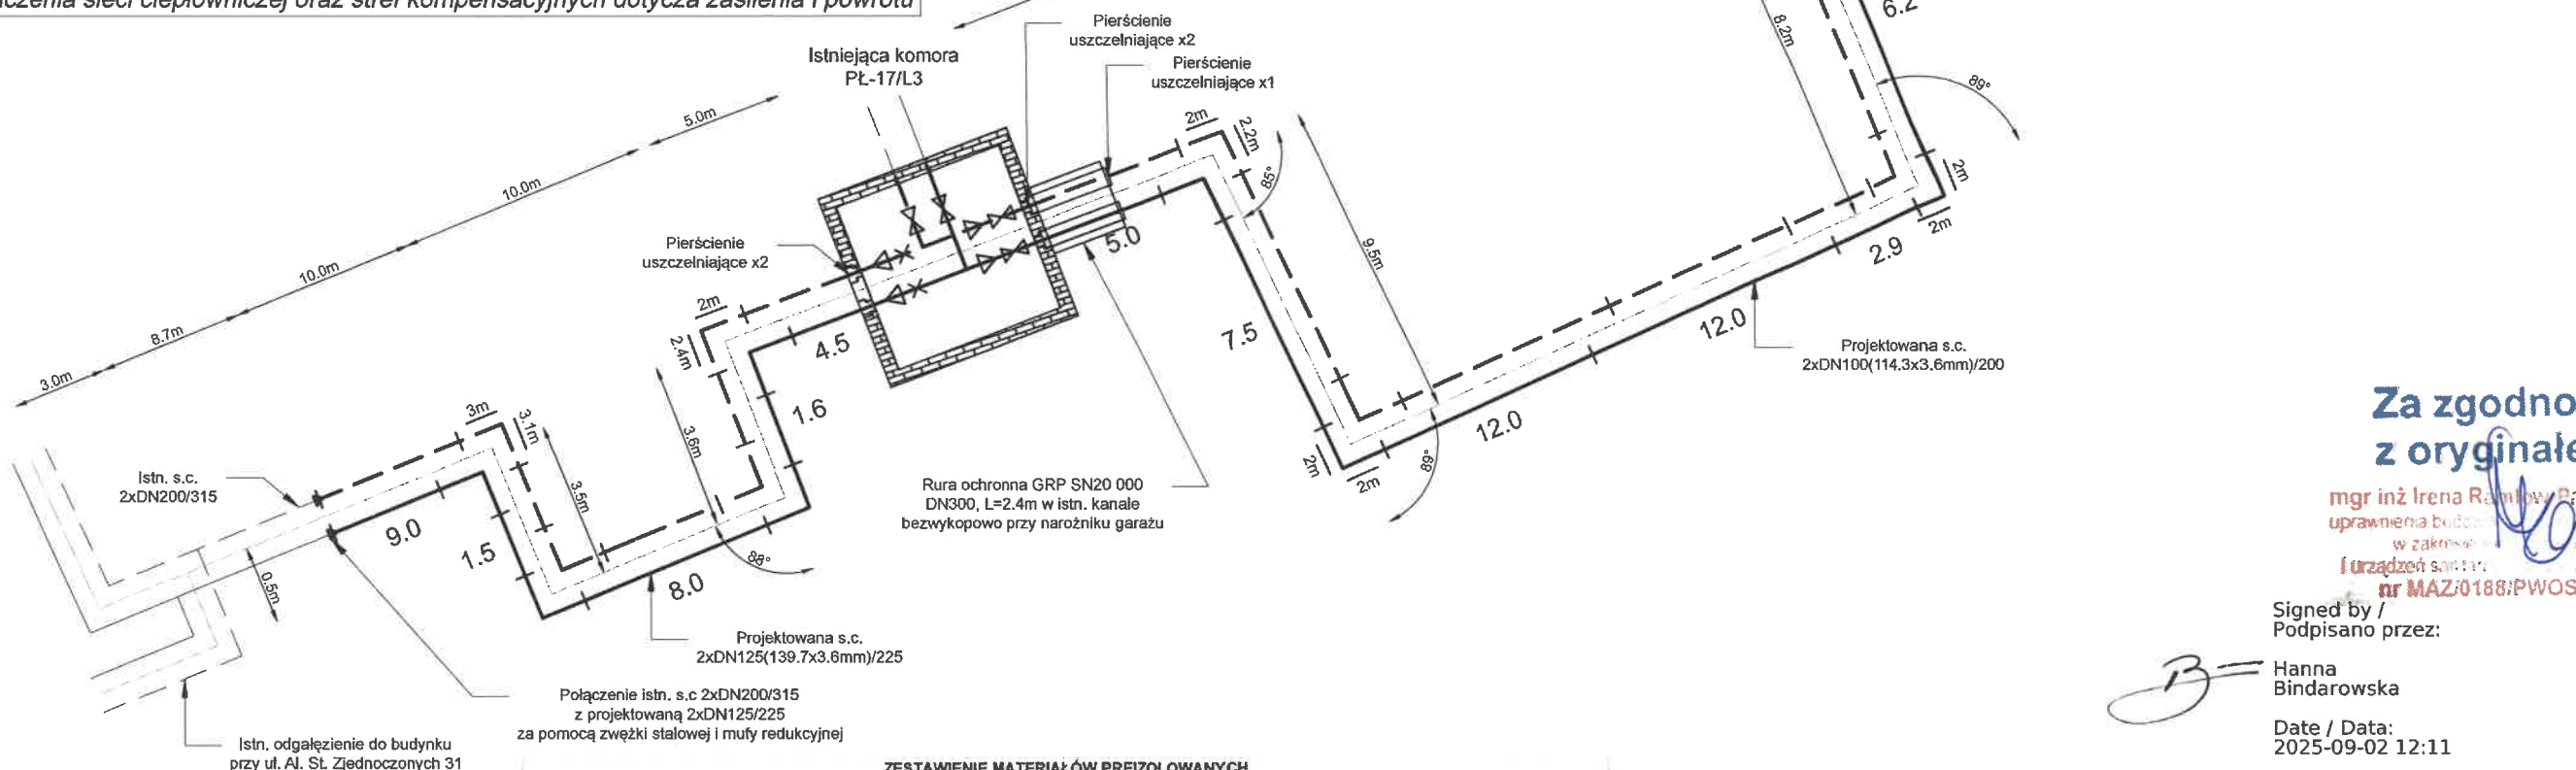 czenia sieci ciepłowniczej oraz stref kompensacyjnych dotycza zasilenia i powrotu
Pierścienie
uszczelniające x2
Istniejąca komora
PŁ-17/L3
Pierścienie
uszczelniające x1
8.2m
6.2
89°
5.0m
10.0m
10.0m
8.7m
3.0m
2m
2.2m
85°
9.5m
2m
2m
2.9
12.0
12.0
Projektowana s.c.
2xDN100(114.3x3.6mm)/200
5.0
7.5
2m
2m
89°
Pierścienie
uszczelniające x2
2m
2.4m
4.5
1.6
3.6m
3m
3.1m
3.5m
Istn. s.c.
2xDN200/315
9.0
1.5
8.0
88°
0.5m
Rura ochronna GRP SN20 000
DN300, L=2.4m w istn. kanale
bezwykopowo przy narożniku garażu
Projektowana s.c.
2xDN125(139.7x3.6mm)/225
Połączenie istn. s.c 2xDN200/315
z projektowaną 2xDN125/225
za pomocą zwężki stalowej i mufy redukcyjnej
Istn. odgałęzienie do budynku
przy ul. Al. St. Zjednoczonych 31
ZESTAWIENIE MATERIAŁÓW PREIZOLOWANYCH
Za zgodno
z oryginałe
mgr inż Irena
uprawnienia
w zakresie
i urządzeń
nr MAZ/0188/PWOS
Signed by /
Podpisano przez:
Hanna
Bindarowska
Date / Data:
2025-09-02 12:11